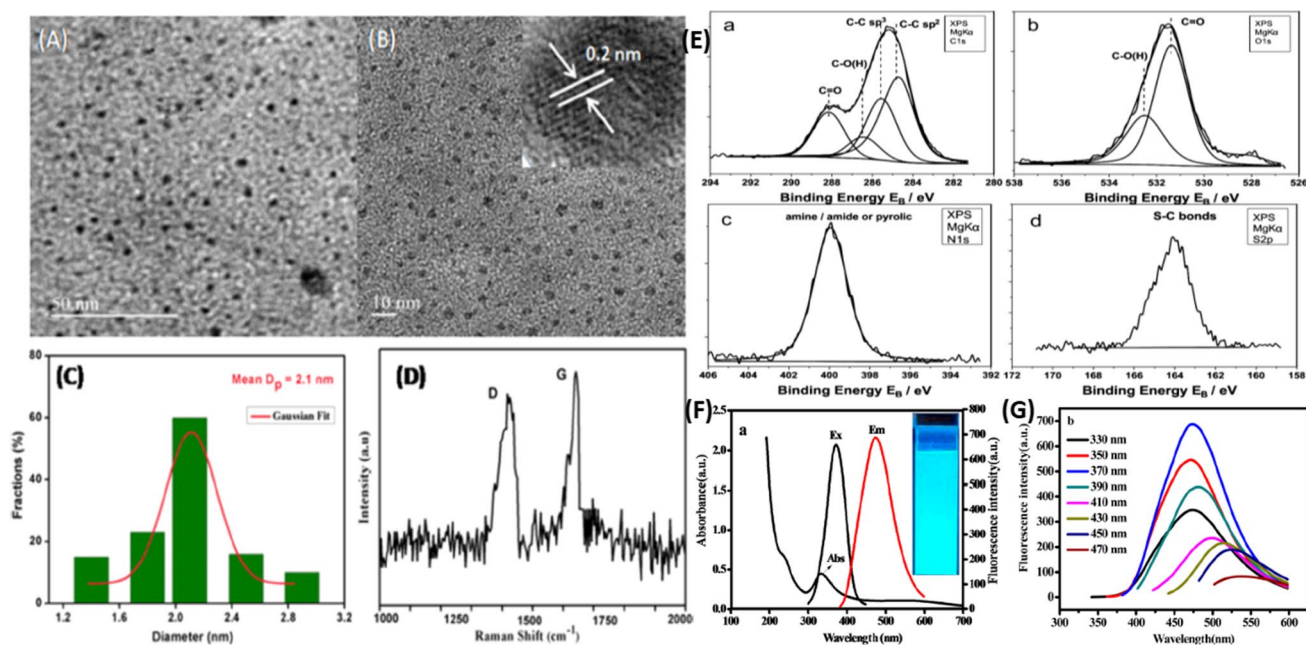 (A)
50 nm
(B)
0.2 nm
10 nm
(C)
Mean Dp = 2.1 nm
Gaussian Fit
80
60
40
20
0
Fractions (%)
1.2 1.6 2.0 2.4 2.8 3.2
Diameter (nm)
(D)
D
G
Intensity (a.u)
1000 1250 1500 1750 2000
Raman Shift (cm-1)
(E)
a
C-C sp3
C-C sp2
C-O(H)
C=O
XPS
MgKα
C1s
294 292 290 288 286 284 282 280
Binding Energy EB / eV
b
C=O
C-O(H)
XPS
MgKα
O1s
538 536 534 532 530 528 526
Binding Energy EB / eV
c
amine / amide or pyrolic
XPS
MgKα
N1s
406 404 402 400 398 396 394 392
Binding Energy EB / eV
d
S-C bonds
XPS
MgKα
S2p
172 170 168 166 164 162 160 158
Binding Energy EB / eV
(F)
a
Ex
Em
Abs
2.5
2.0
1.5
1.0
0.5
0.0
Absorbance(a.u.)
800
700
600
500
400
300
200
100
0
Fluorescence intensity(a.u.)
100 200 300 400 500 600 700
Wavelength(nm)
(G)
b
330 nm
350 nm
370 nm
390 nm
410 nm
430 nm
450 nm
470 nm
700
600
500
400
300
200
100
0
Fluorescence intensity(a.u.)
350 400 450 500 550 600
Wavelength(nm)